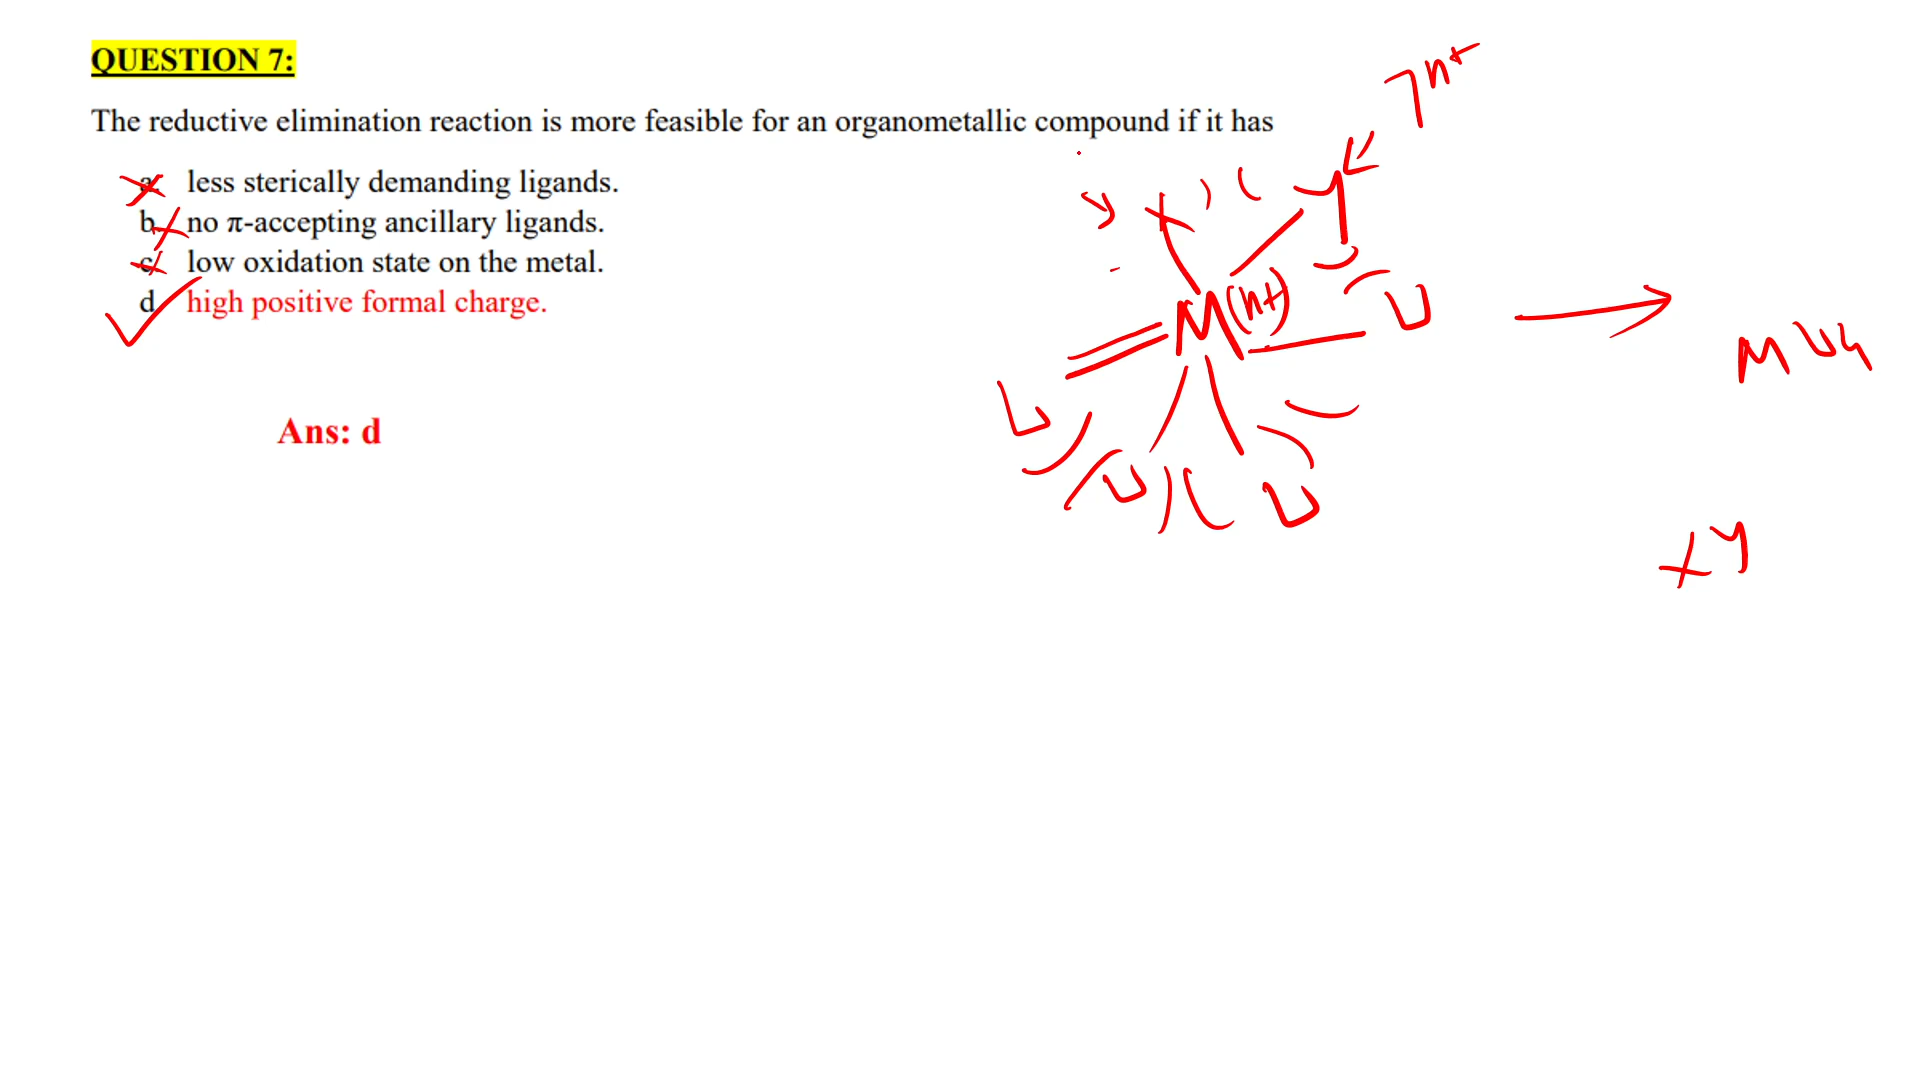 QUESTION 7:
The reductive elimination reaction is more feasible for an organometallic compound if it has
a. less sterically demanding ligands.
b. no π-accepting ancillary ligands.
c. low oxidation state on the metal.
d. high positive formal charge.
Ans: d
n+
X Y
M(n+) L
L L L
ML4
XY